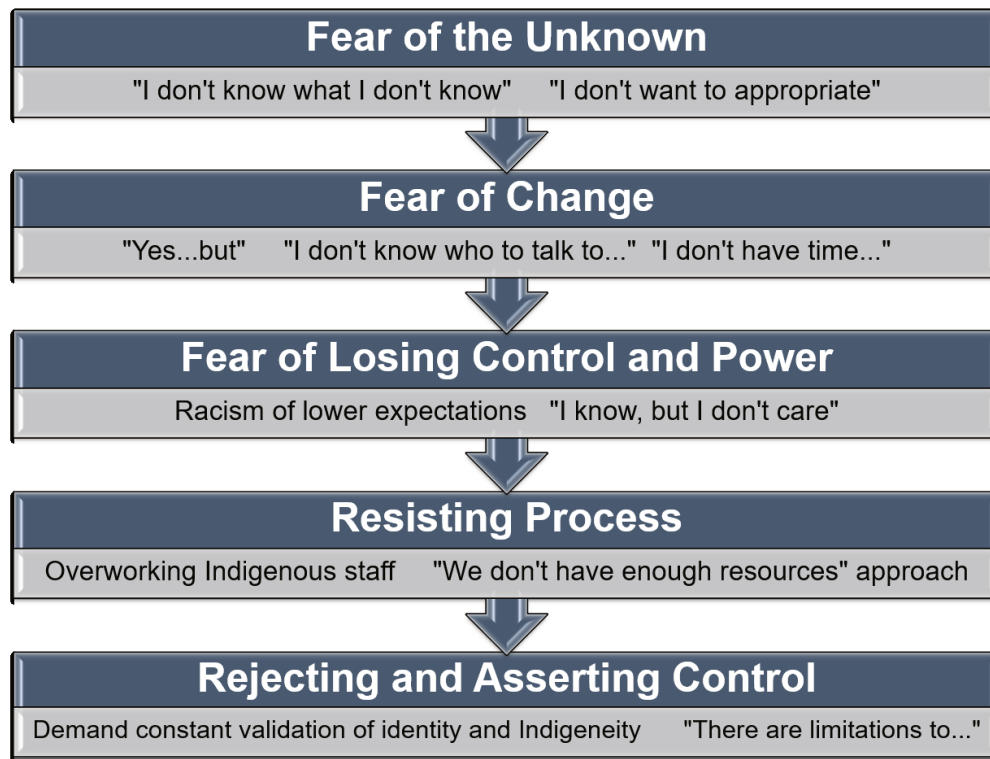 Fear of the Unknown
"I don't know what I don't know" "I don't want to appropriate"
Fear of Change
"Yes...but" "I don't know who to talk to..." "I don't have time..."
Fear of Losing Control and Power
Racism of lower expectations "I know, but I don't care"
Resisting Process
Overworking Indigenous staff "We don't have enough resources" approach
Rejecting and Asserting Control
Demand constant validation of identity and Indigeneity "There are limitations to..."